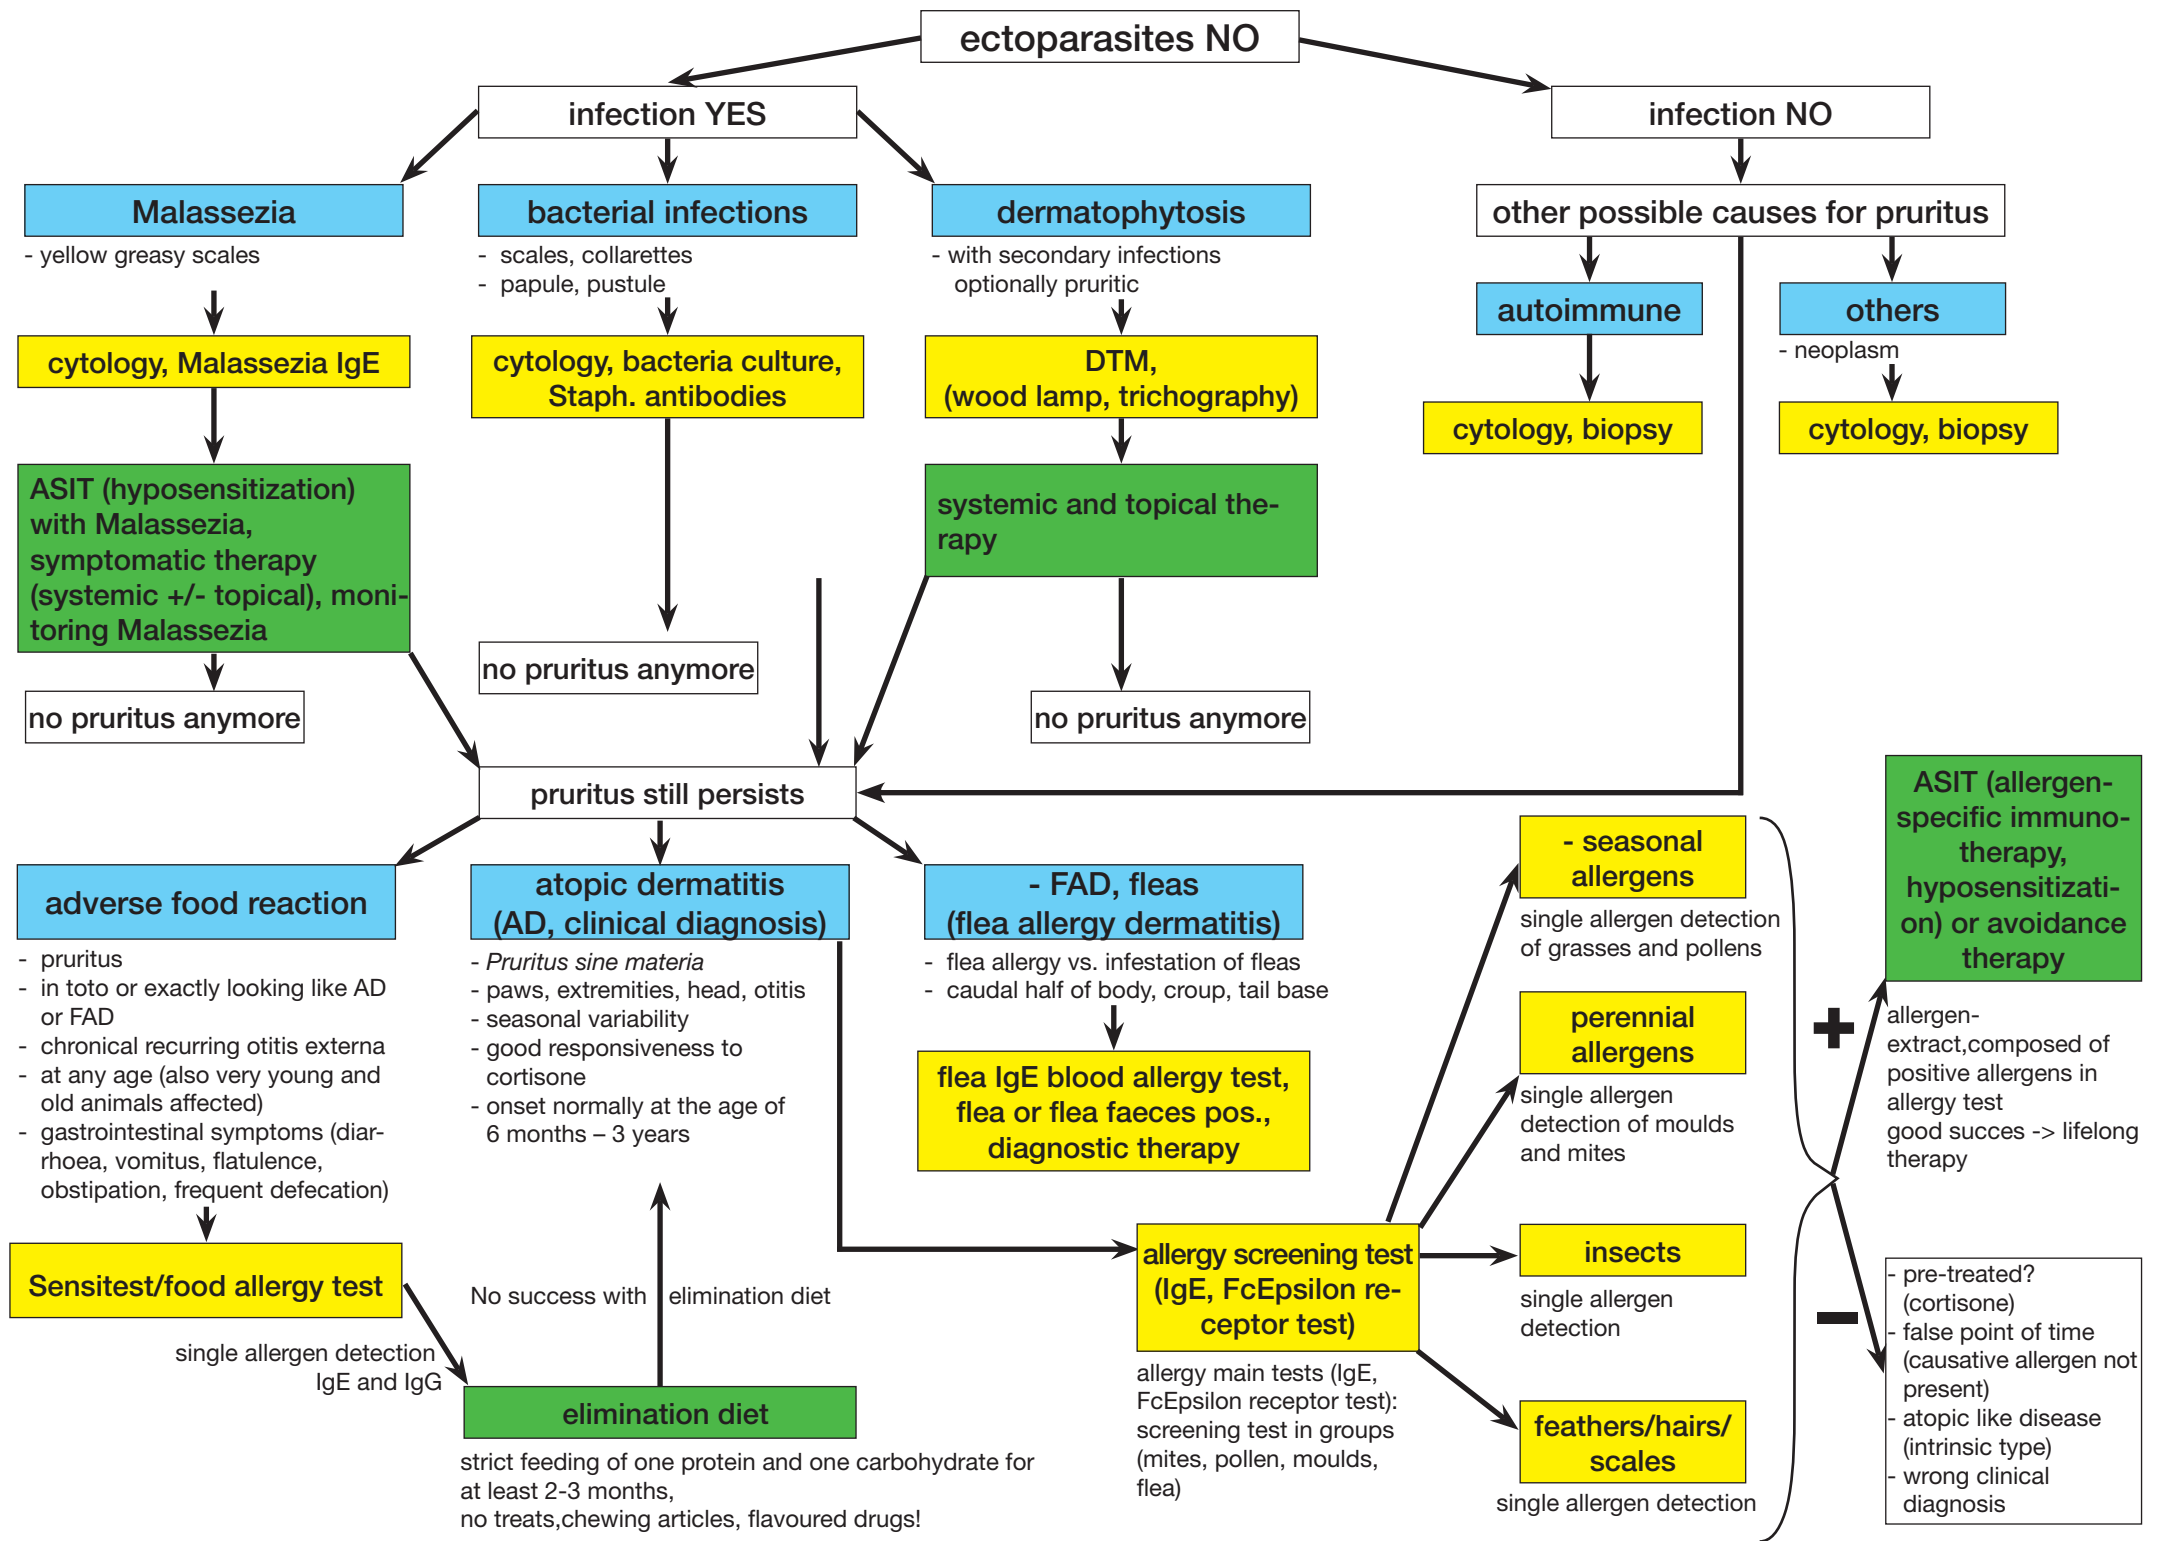 ectoparasites NO
infection YES
infection NO
Malassezia
bacterial infections
dermatophytosis
other possible causes for pruritus
- yellow greasy scales
- scales, collarettes
- papule, pustule
- with secondary infections
optionally pruritic
autoimmune
others
- neoplasm
cytology, Malassezia IgE
cytology, bacteria culture,
Staph. antibodies
DTM,
(wood lamp, trichography)
cytology, biopsy
cytology, biopsy
ASIT (hyposensitization)
with Malassezia,
symptomatic therapy
(systemic +/- topical), moni-
toring Malassezia
systemic and topical the-
rapy
no pruritus anymore
no pruritus anymore
no pruritus anymore
pruritus still persists
adverse food reaction
- pruritus
- in toto or exactly looking like AD
or FAD
- chronical recurring otitis externa
- at any age (also very young and
old animals affected)
- gastrointestinal symptoms (diar-
rhoea, vomitus, flatulence,
obstipation, frequent defecation)
Sensitest/food allergy test
single allergen detection
IgE and IgG
atopic dermatitis
(AD, clinical diagnosis)
- Pruritus sine materia
- paws, extremities, head, otitis
- seasonal variability
- good responsiveness to
cortisone
- onset normally at the age of
6 months – 3 years
No success with elimination diet
elimination diet
strict feeding of one protein and one carbohydrate for
at least 2-3 months,
no treats,chewing articles, flavoured drugs!
- FAD, fleas
(flea allergy dermatitis)
- flea allergy vs. infestation of fleas
- caudal half of body, croup, tail base
flea IgE blood allergy test,
flea or flea faeces pos.,
diagnostic therapy
allergy screening test
(IgE, FcEpsilon re-
ceptor test)
allergy main tests (IgE,
FcEpsilon receptor test):
screening test in groups
(mites, pollen, moulds,
flea)
- seasonal
allergens
single allergen detection
of grasses and pollens
perennial
allergens
single allergen
detection of moulds
and mites
insects
single allergen
detection
feathers/hairs/
scales
single allergen detection
+
ASIT (allergen-
specific immuno-
therapy,
hyposensitizati-
on) or avoidance
therapy
allergen-
extract,composed of
positive allergens in
allergy test
good succes -> lifelong
therapy
–
- pre-treated?
(cortisone)
- false point of time
(causative allergen not
present)
- atopic like disease
(intrinsic type)
- wrong clinical
diagnosis